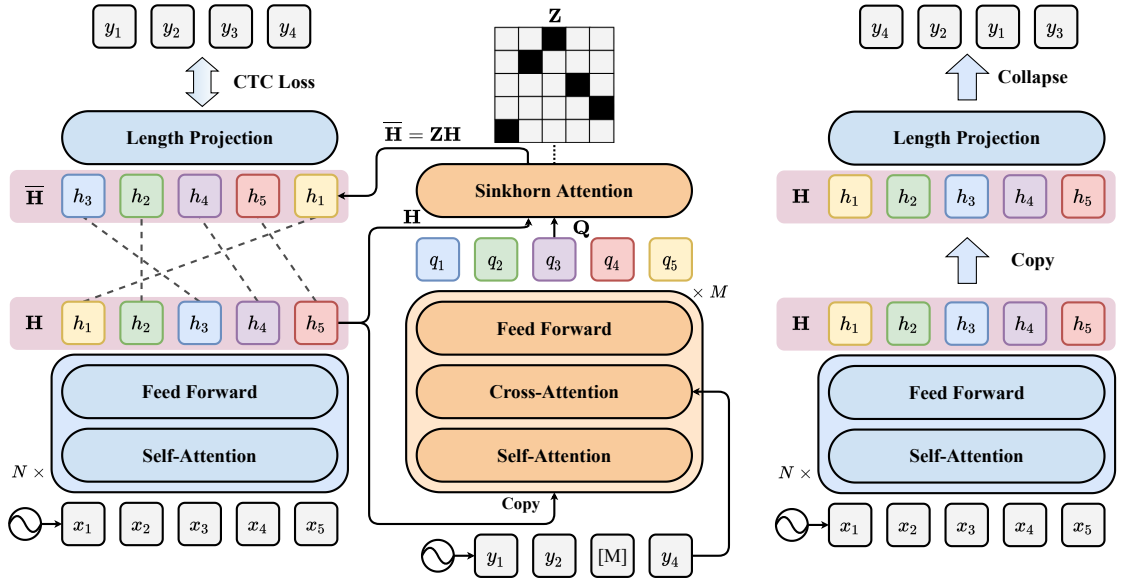 y1 y2 y3 y4
CTC Loss
Length Projection
H̅ h3 h2 h4 h5 h1
H h1 h2 h3 h4 h5
Feed Forward
Self-Attention
N ×
x1 x2 x3 x4 x5
Z
H̅ = ZH
Sinkhorn Attention
H
Q
q1 q2 q3 q4 q5
× M
Feed Forward
Cross-Attention
Self-Attention
Copy
y1 y2 [M] y4
y4 y2 y1 y3
Collapse
Length Projection
H h1 h2 h3 h4 h5
Copy
H h1 h2 h3 h4 h5
Feed Forward
Self-Attention
N ×
x1 x2 x3 x4 x5